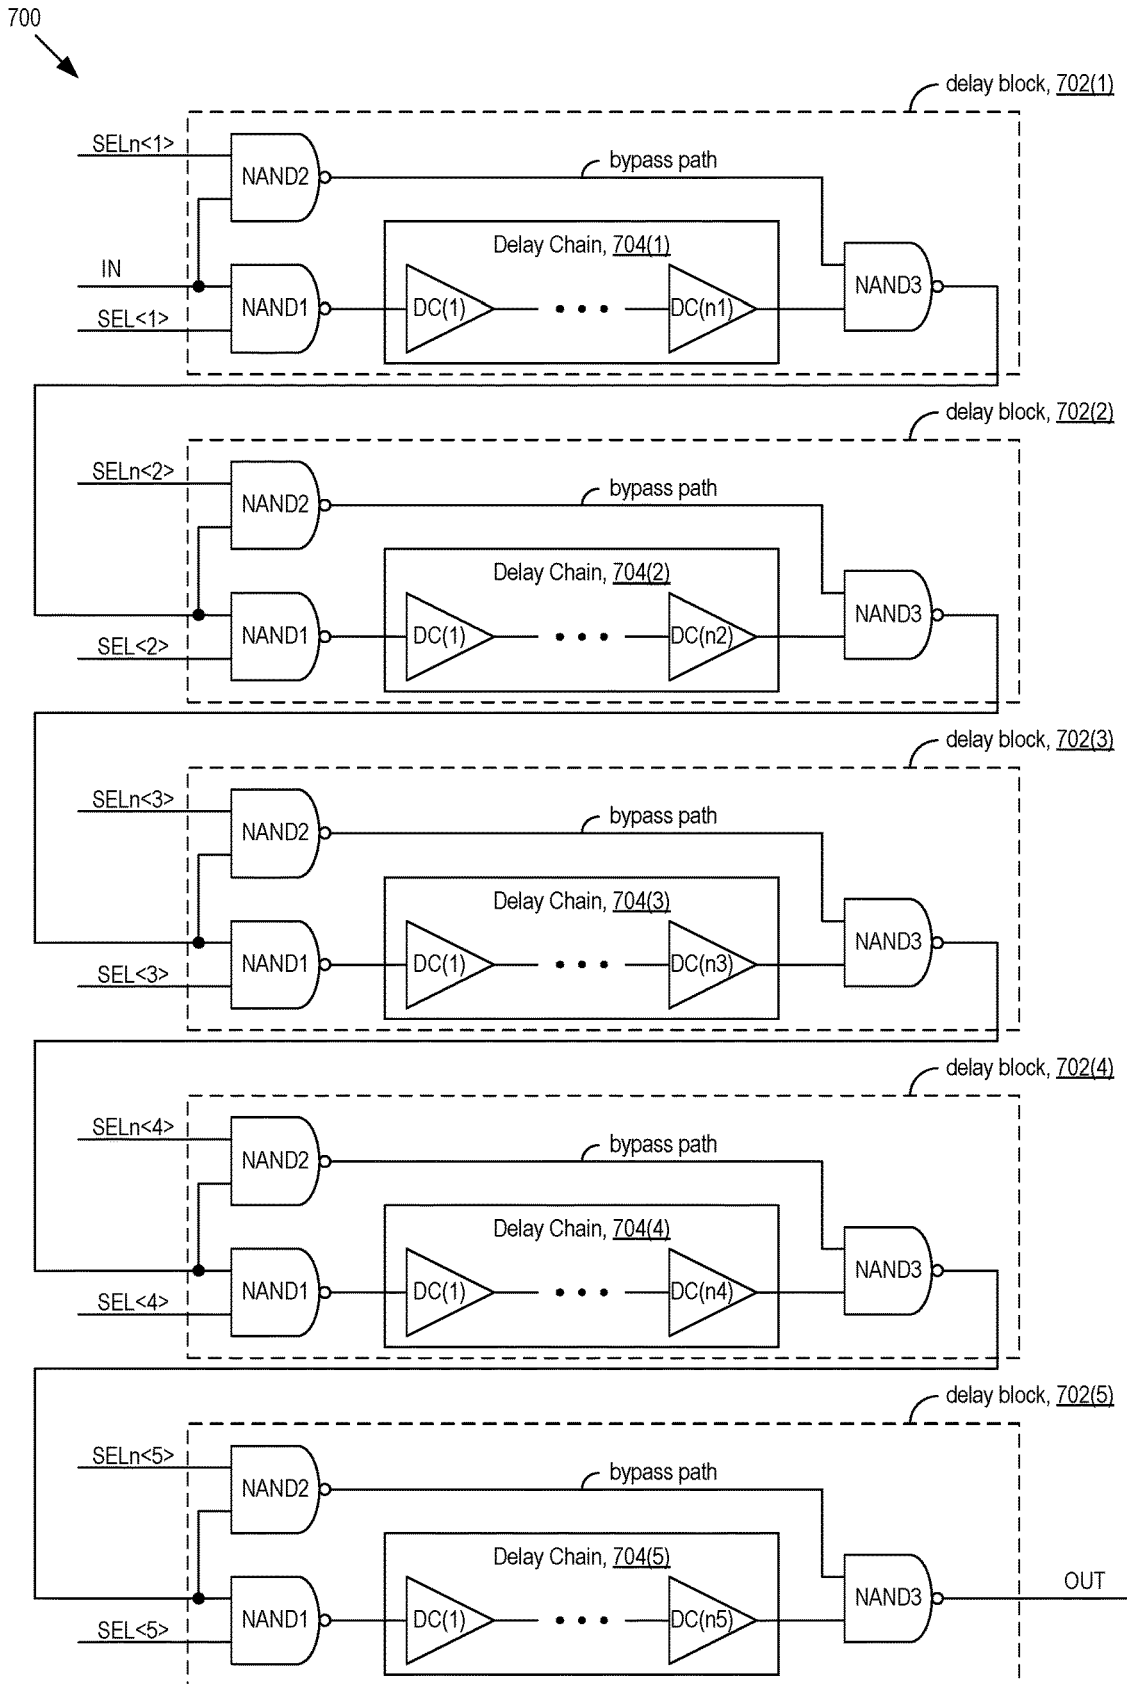 700
delay block, 702(1)
SELn<1>
NAND2
bypass path
Delay Chain, 704(1)
IN
NAND1
DC(1)
• • •
DC(n1)
NAND3
SEL<1>
delay block, 702(2)
SELn<2>
NAND2
bypass path
Delay Chain, 704(2)
NAND1
DC(1)
• • •
DC(n2)
NAND3
SEL<2>
delay block, 702(3)
SELn<3>
NAND2
bypass path
Delay Chain, 704(3)
NAND1
DC(1)
• • •
DC(n3)
NAND3
SEL<3>
delay block, 702(4)
SELn<4>
NAND2
bypass path
Delay Chain, 704(4)
NAND1
DC(1)
• • •
DC(n4)
NAND3
SEL<4>
delay block, 702(5)
SELn<5>
NAND2
bypass path
Delay Chain, 704(5)
NAND1
DC(1)
• • •
DC(n5)
NAND3
OUT
SEL<5>